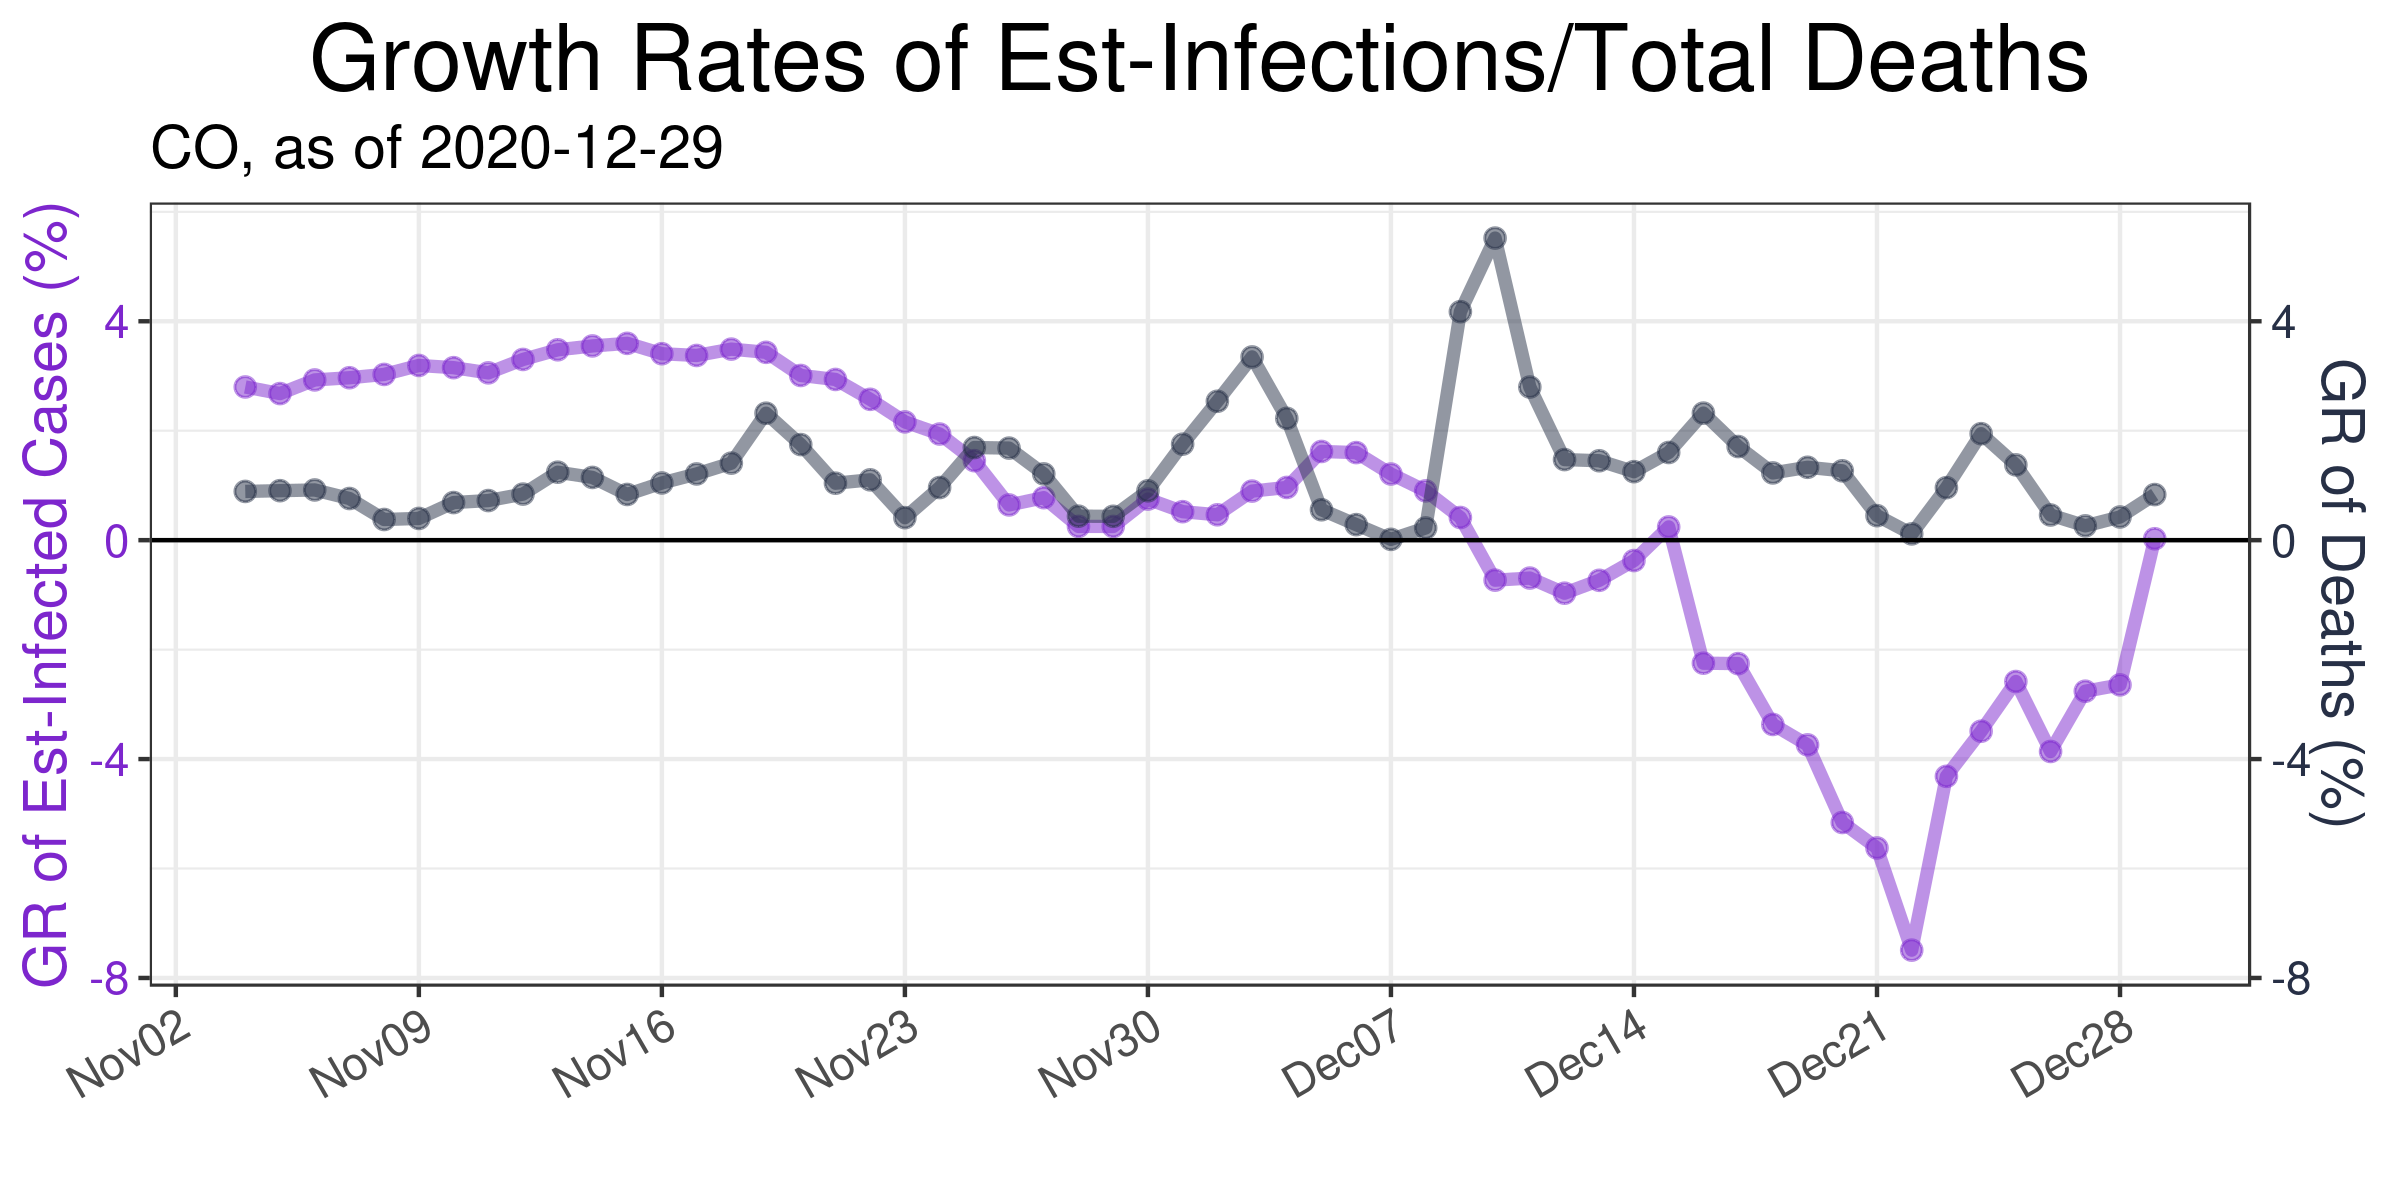 Growth Rates of Est-Infections/Total Deaths
CO, as of 2020-12-29
GR of Est-Infected Cases (%)
4
0
-4
-8
4
0
-4
-8
GR of Deaths (%)
Nov02
Nov09
Nov16
Nov23
Nov30
Dec07
Dec14
Dec21
Dec28